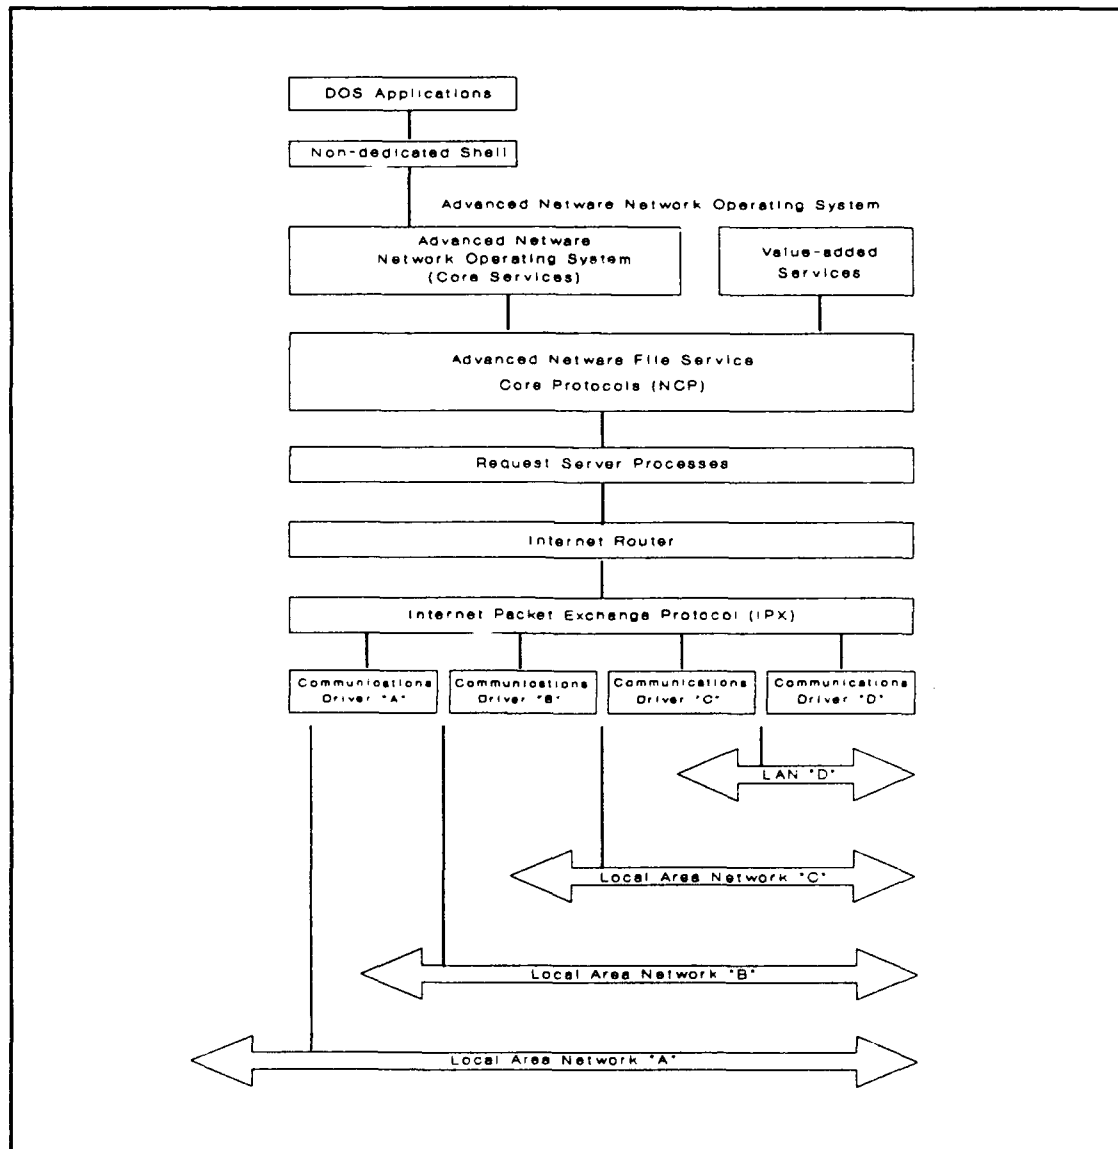 DOS Applications
Non-dedicated Shell
Advanced Netware Network Operating System
Advanced Netware
Network Operating System
(Core Services)
Value-added
Services
Advanced Netware File Service
Core Protocols (NCP)
Request Server Processes
Internet Router
Internet Packet Exchange Protocol (IPX)
Communications
Driver "A"
Communications
Driver "B"
Communications
Driver "C"
Communications
Driver "D"
LAN "D"
Local Area Network "C"
Local Area Network "B"
Local Area Network "A"